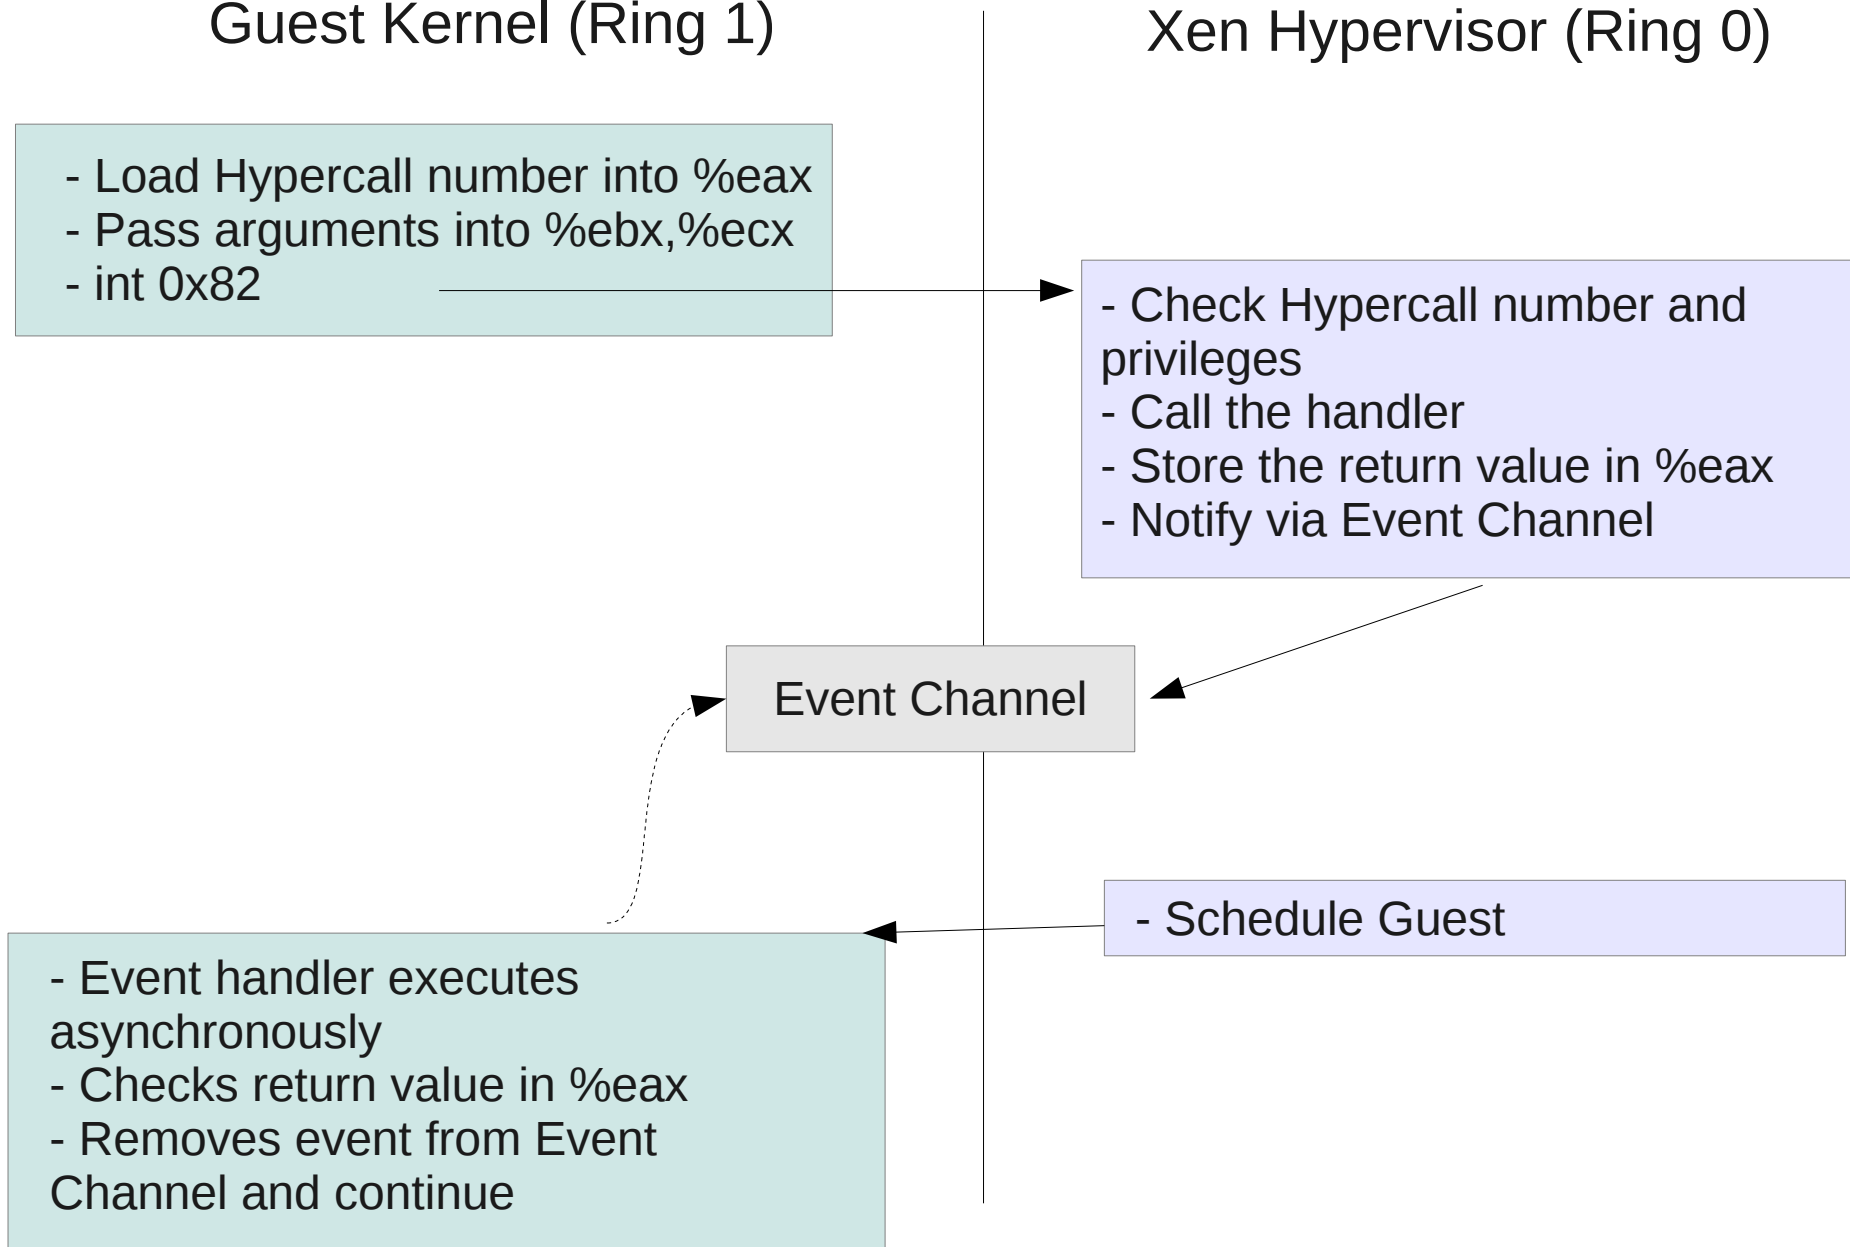 Guest Kernel (Ring 1)
Xen Hypervisor (Ring 0)
- Load Hypercall number into %eax
- Pass arguments into %ebx,%ecx
- int 0x82
- Check Hypercall number and
privileges
- Call the handler
- Store the return value in %eax
- Notify via Event Channel
Event Channel
- Schedule Guest
- Event handler executes
asynchronously
- Checks return value in %eax
- Removes event from Event
Channel and continue